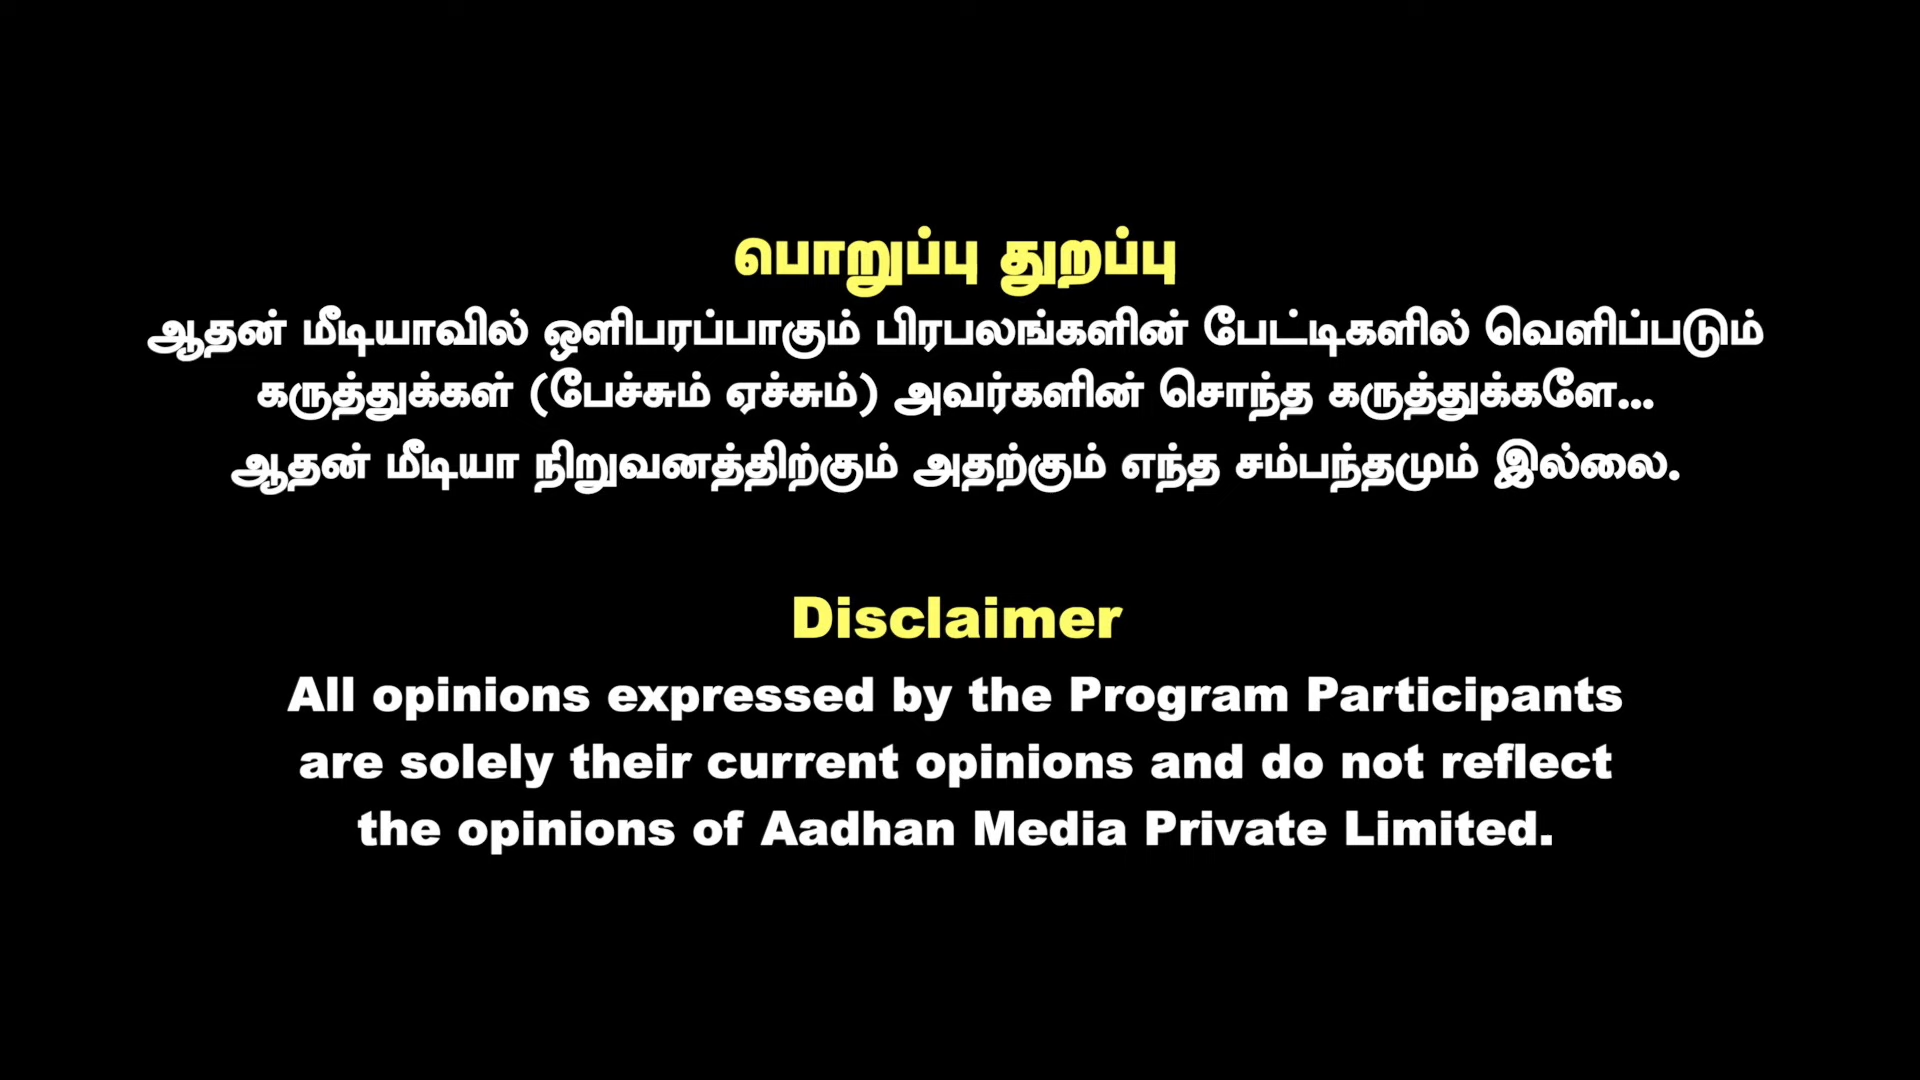 பொறுப்பு துறப்பு
ஆதன் மீடியாவில் ஒளிபரப்பாகும் பிரபலங்களின் பேட்டிகளில் வெளிப்படும்
கருத்துக்கள் (பேச்சும் ஏச்சும்) அவர்களின் சொந்த கருத்துக்களே...
ஆதன் மீடியா நிறுவனத்திற்கும் அதற்கும் எந்த சம்பந்தமும் இல்லை.
Disclaimer
All opinions expressed by the Program Participants
are solely their current opinions and do not reflect
the opinions of Aadhan Media Private Limited.